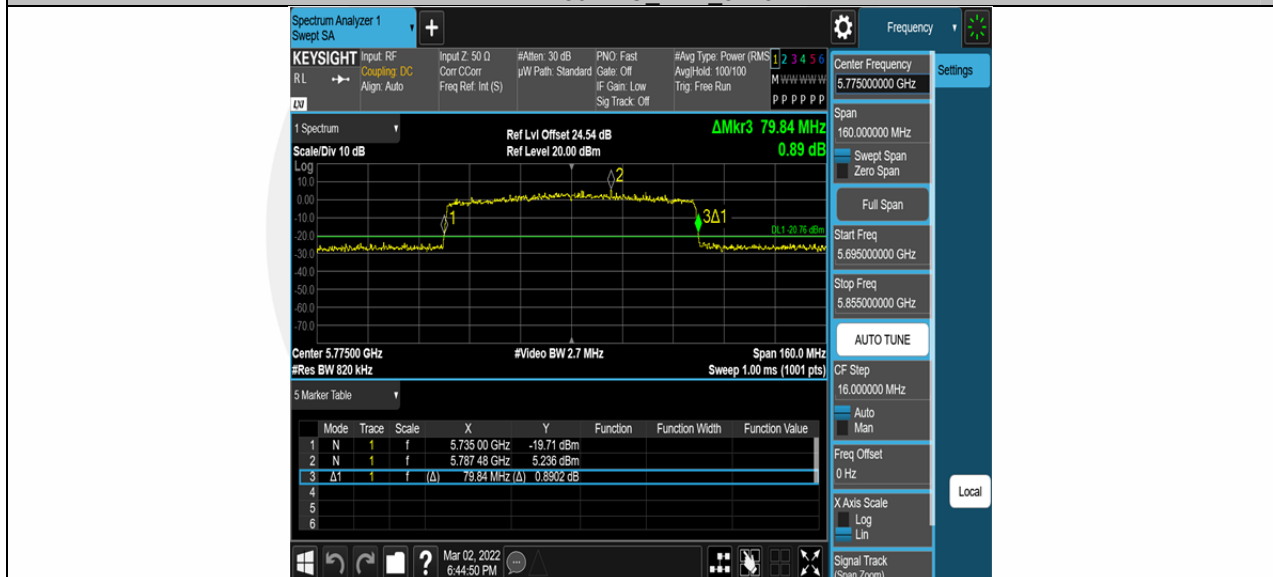 Spectrum Analyzer 1
Swept SA
+
Frequency
KEYSIGHT
RL
LXI
Input: RF
Coupling: DC
Align: Auto
Input Z: 50 Ω
Corr CCorr
Freq Ref: Int (S)
#Atten: 30 dB
µW Path: Standard
PNO: Fast
Gate: Off
IF Gain: Low
Sig Track: Off
#Avg Type: Power (RMS
Avg|Hold: 100/100
Trig: Free Run
1 2 3 4 5 6
M W W W W W
P P P P P P
1 Spectrum
Scale/Div 10 dB
Ref Lvl Offset 24.54 dB
Ref Level 20.00 dBm
ΔMkr3 79.84 MHz
0.89 dB
Log
10.0
0.00
-10.0
-20.0
-30.0
-40.0
-50.0
-60.0
-70.0
1
2
3Δ1
DL1 -20.76 dBm
Center 5.77500 GHz
#Video BW 2.7 MHz
Span 160.0 MHz
#Res BW 820 kHz
Sweep 1.00 ms (1001 pts)
5 Marker Table
Mode Trace Scale X Y Function Function Width Function Value
1 N 1 f 5.735 00 GHz -19.71 dBm
2 N 1 f 5.787 48 GHz 5.236 dBm
3 Δ1 1 f (Δ) 79.84 MHz (Δ) 0.8902 dB
4
5
6
?
Mar 02, 2022
6:44:50 PM
Center Frequency
5.775000000 GHz
Span
160.000000 MHz
Swept Span
Zero Span
Full Span
Start Freq
5.695000000 GHz
Stop Freq
5.855000000 GHz
AUTO TUNE
CF Step
16.000000 MHz
Auto
Man
Freq Offset
0 Hz
X Axis Scale
Log
Lin
Signal Track
(Span Zoom)
Settings
Local